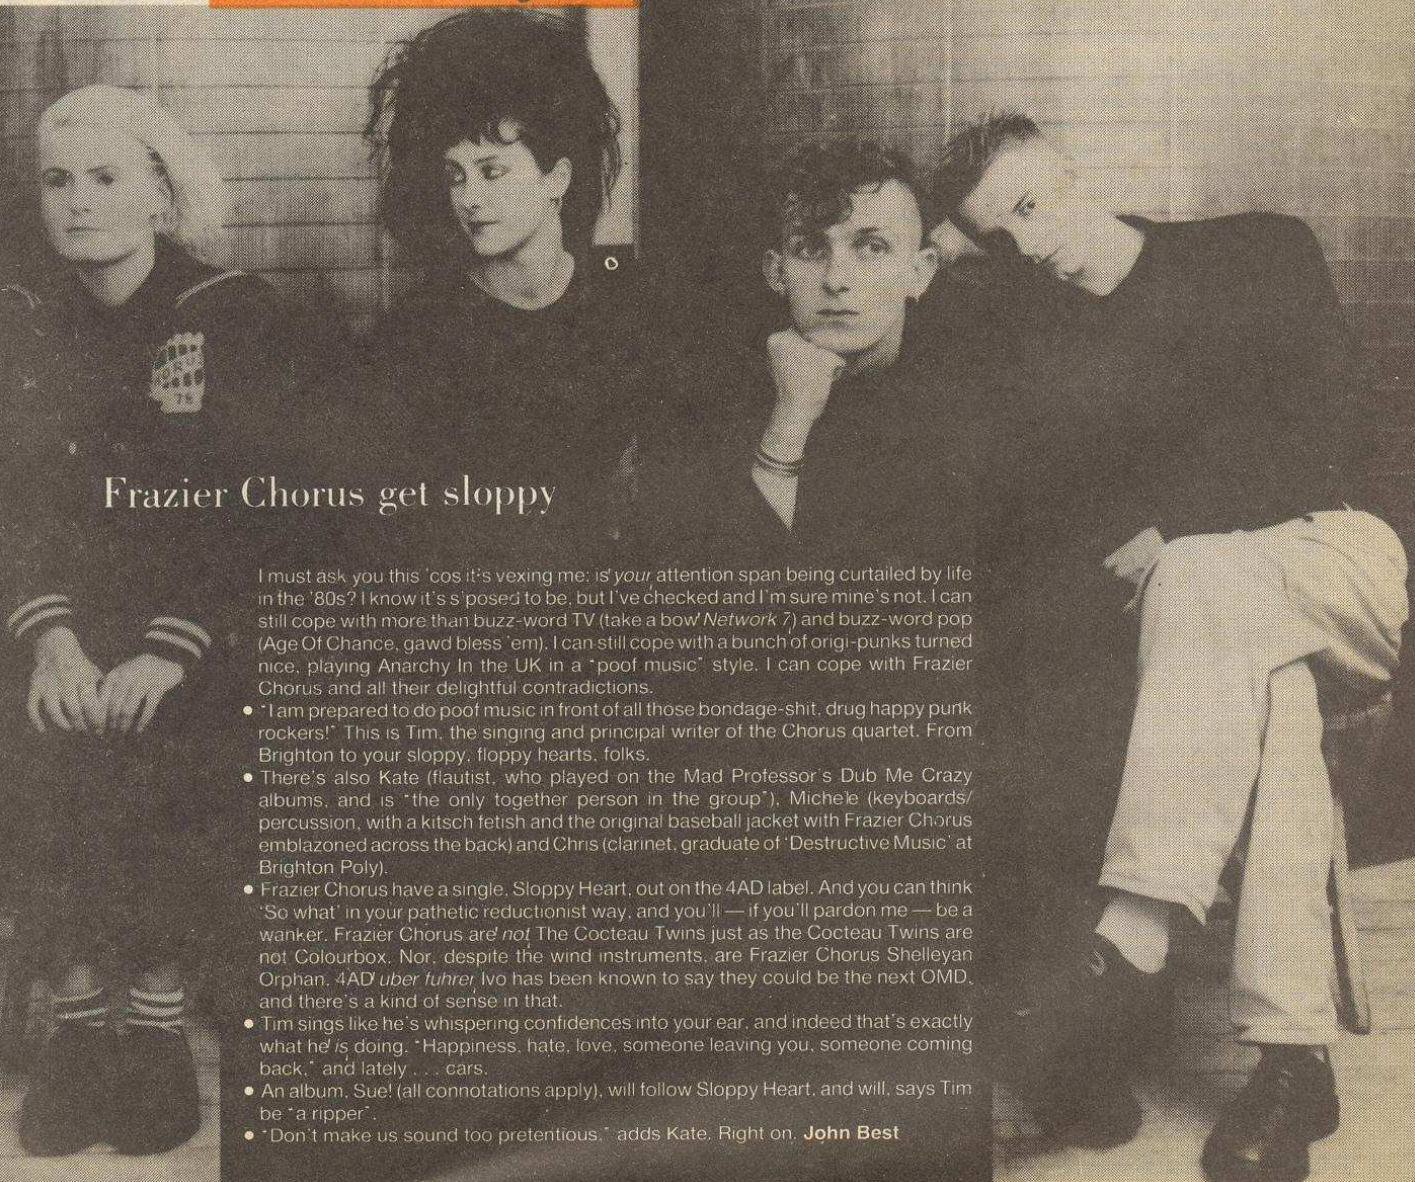 Frazier Chorus get sloppy
I must ask you this 'cos it's vexing me: is your attention span being curtailed by life
in the '80s? I know it's s'posed to be, but I've checked and I'm sure mine's not. I can
still cope with more than buzz-word TV (take a bow Network 7) and buzz-word pop
(Age Of Chance, gawd bless 'em), I can still cope with a bunch of origi-punks turned
nice, playing Anarchy In the UK in a "poof music" style. I can cope with Frazier
Chorus and all their delightful contradictions.
● "I am prepared to do poof music in front of all those bondage-shit, drug happy punk
rockers!" This is Tim, the singing and principal writer of the Chorus quartet. From
Brighton to your sloppy, floppy hearts, folks.
● There's also Kate (flautist, who played on the Mad Professor's Dub Me Crazy
albums, and is "the only together person in the group"), Michele (keyboards/
percussion, with a kitsch fetish and the original baseball jacket with Frazier Chorus
emblazoned across the back) and Chris (clarinet, graduate of 'Destructive Music' at
Brighton Poly).
● Frazier Chorus have a single, Sloppy Heart, out on the 4AD label. And you can think
'So what' in your pathetic reductionist way, and you'll — if you'll pardon me — be a
wanker. Frazier Chorus are not The Cocteau Twins just as the Cocteau Twins are
not Colourbox. Nor, despite the wind instruments, are Frazier Chorus Shelleyan
Orphan. 4AD uber fuhrer Ivo has been known to say they could be the next OMD,
and there's a kind of sense in that.
● Tim sings like he's whispering confidences into your ear, and indeed that's exactly
what he is doing. "Happiness, hate, love, someone leaving you, someone coming
back," and lately . . . cars.
● An album, Sue! (all connotations apply), will follow Sloppy Heart, and will, says Tim
be "a ripper".
● "Don't make us sound too pretentious," adds Kate. Right on. John Best
76